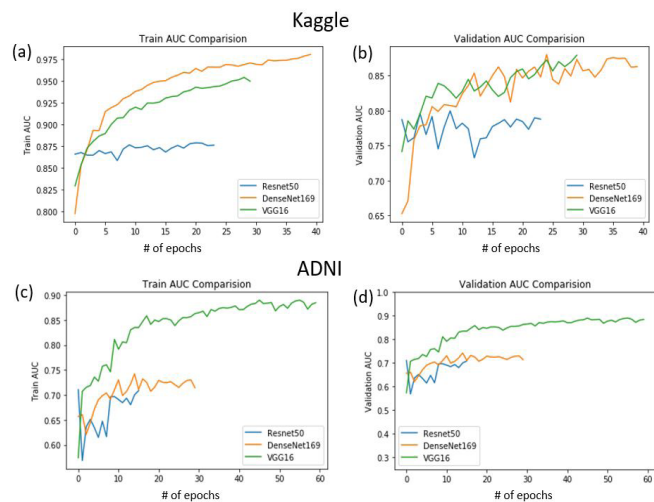 Kaggle
(a)
Train AUC Comparision
Train AUC
0.975
0.950
0.925
0.900
0.875
0.850
0.825
0.800
0 5 10 15 20 25 30 35 40
# of epochs
Resnet50
DenseNet169
VGG16
(b)
Validation AUC Comparision
Validation AUC
0.85
0.80
0.75
0.70
0.65
0 5 10 15 20 25 30 35 40
# of epochs
Resnet50
DenseNet169
VGG16
ADNI
(c)
Train AUC Comparision
Train AUC
0.90
0.85
0.80
0.75
0.70
0.65
0.60
0 10 20 30 40 50 60
# of epochs
Resnet50
DenseNet169
VGG16
(d)
Validation AUC Comparision
Validation AUC
1.0
0.9
0.8
0.7
0.6
0.5
0.4
0.3
0 10 20 30 40 50 60
# of epochs
Resnet50
DenseNet169
VGG16